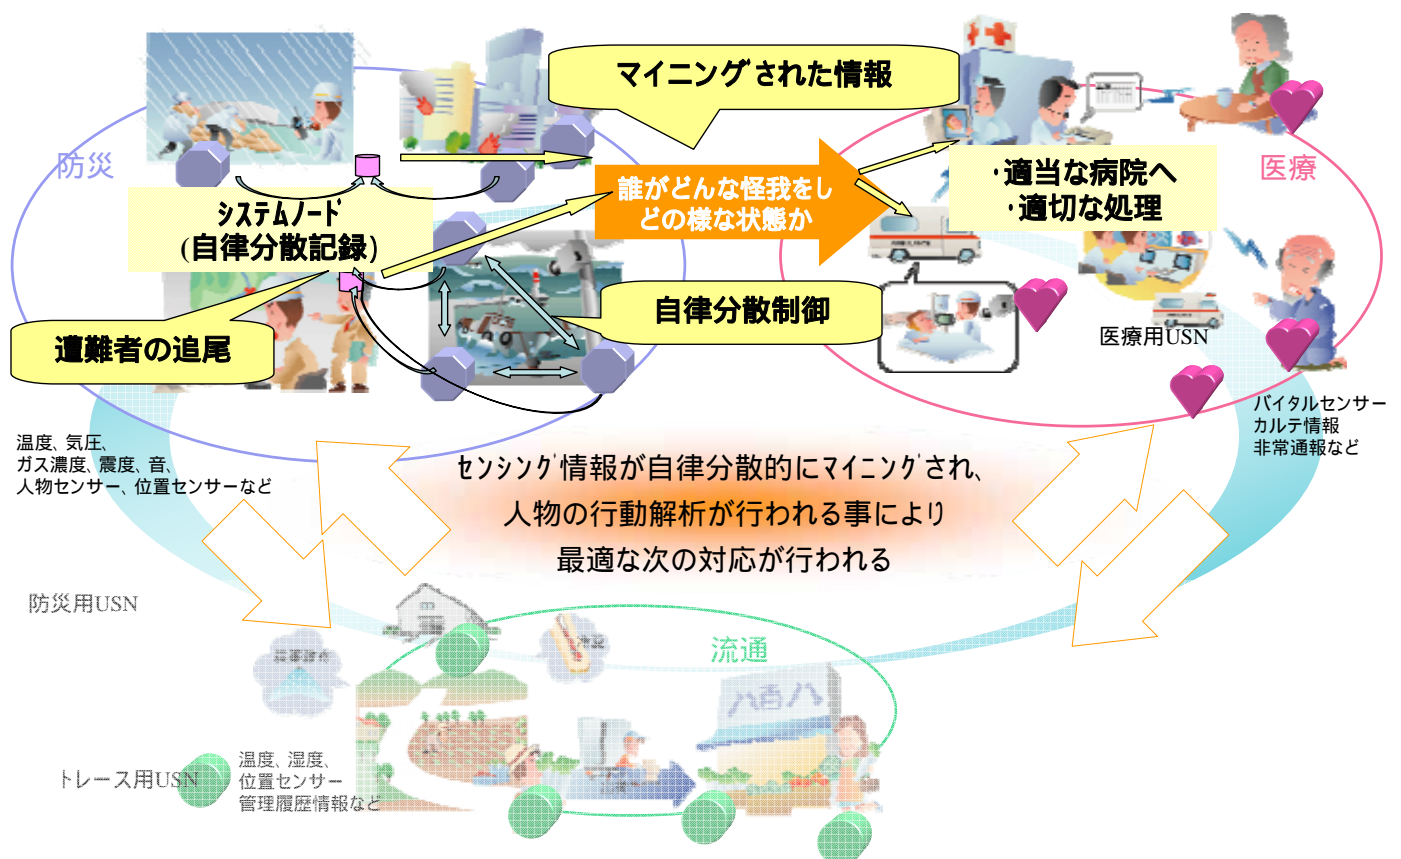 マイニングされた情報
防災
医療
誰がどんな怪我をし
どの様な状態か
・適当な病院へ
・適切な処理
システムノード
(自律分散記録)
自律分散制御
遭難者の追尾
医療用USN
バイタルセンサー
カルテ情報
非常通報など
温度、気圧、
ガス濃度、震度、音、
人物センサー、位置センサーなど
センシング情報が自律分散的にマイニングされ、
人物の行動解析が行われる事により
最適な次の対応が行われる
防災用USN
流通
八百八
トレース用USN
温度、湿度、
位置センサー
管理履歴情報など